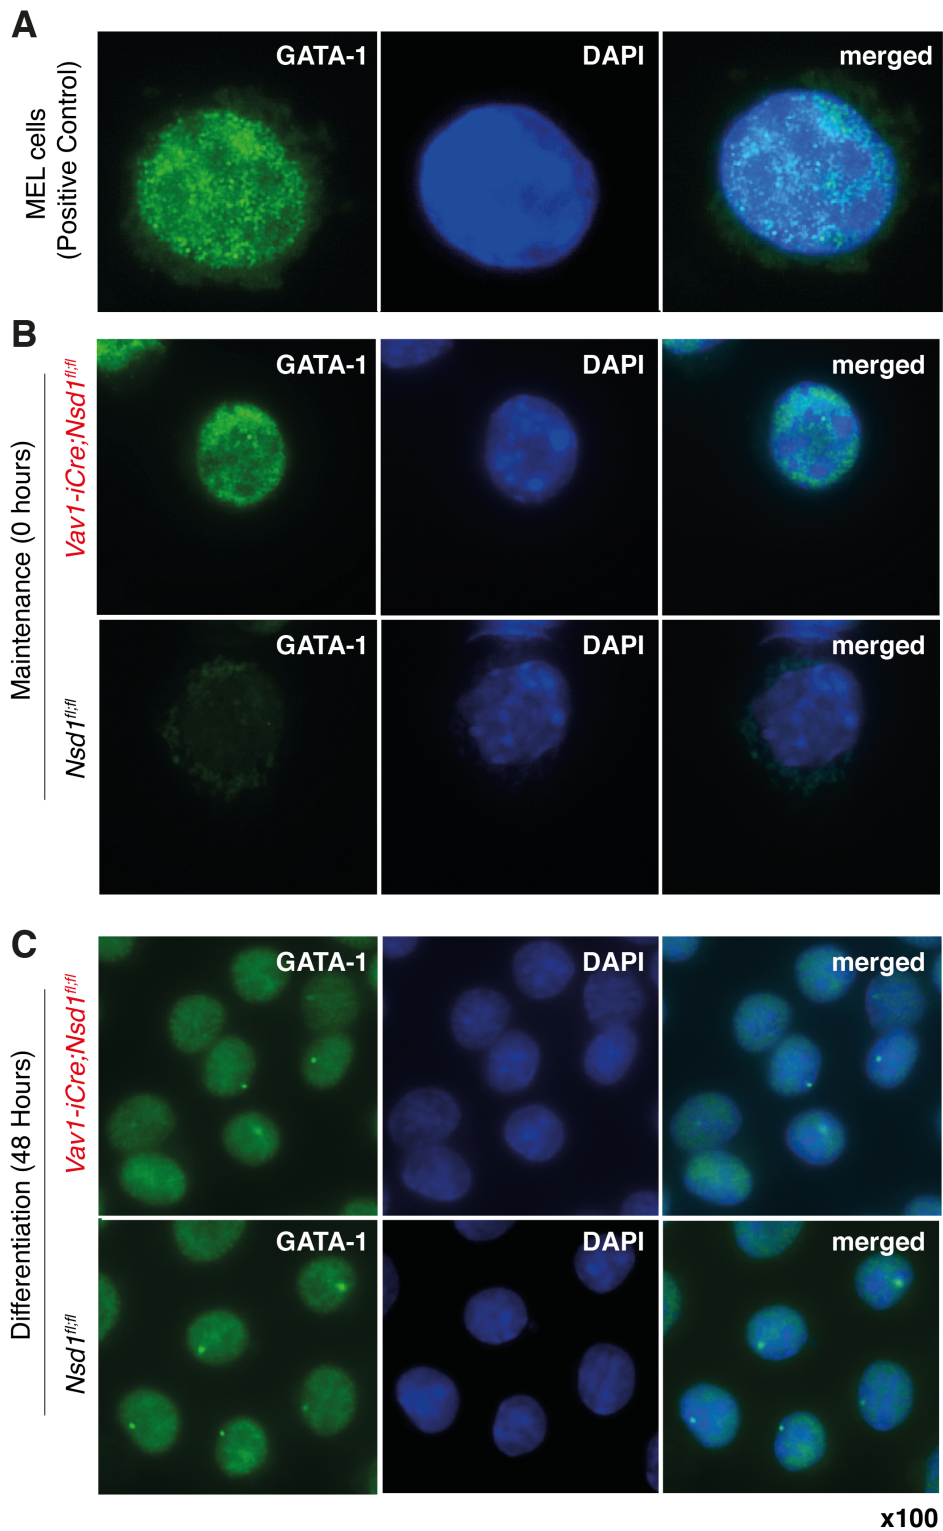 A
MEL cells
(Positive Control)
GATA-1
DAPI
merged
B
Maintenance (0 hours)
Vav1-iCre;Nsd1fl;fl
GATA-1
DAPI
merged
Nsd1fl;fl
GATA-1
DAPI
merged
C
Differentiation (48 Hours)
Vav1-iCre;Nsd1fl;fl
GATA-1
DAPI
merged
Nsd1fl;fl
GATA-1
DAPI
merged
x100